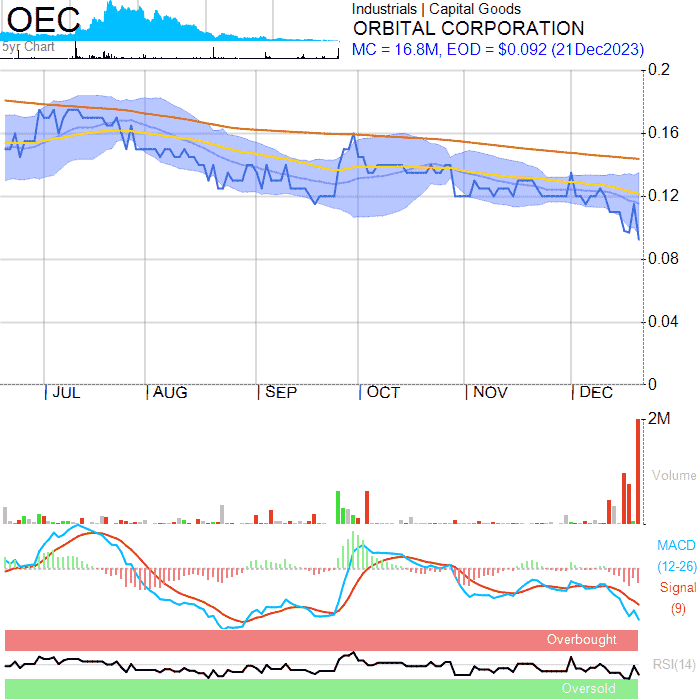 OEC
5yr Chart
Industrials | Capital Goods
ORBITAL CORPORATION
MC = 16.8M, EOD = $0.092 (21Dec2023)
0.2
0.16
0.12
0.08
0.04
0
JUL AUG SEP OCT NOV DEC
2M
Volume
MACD
(12-26)
Signal
(9)
Overbought
RSI(14)
Oversold